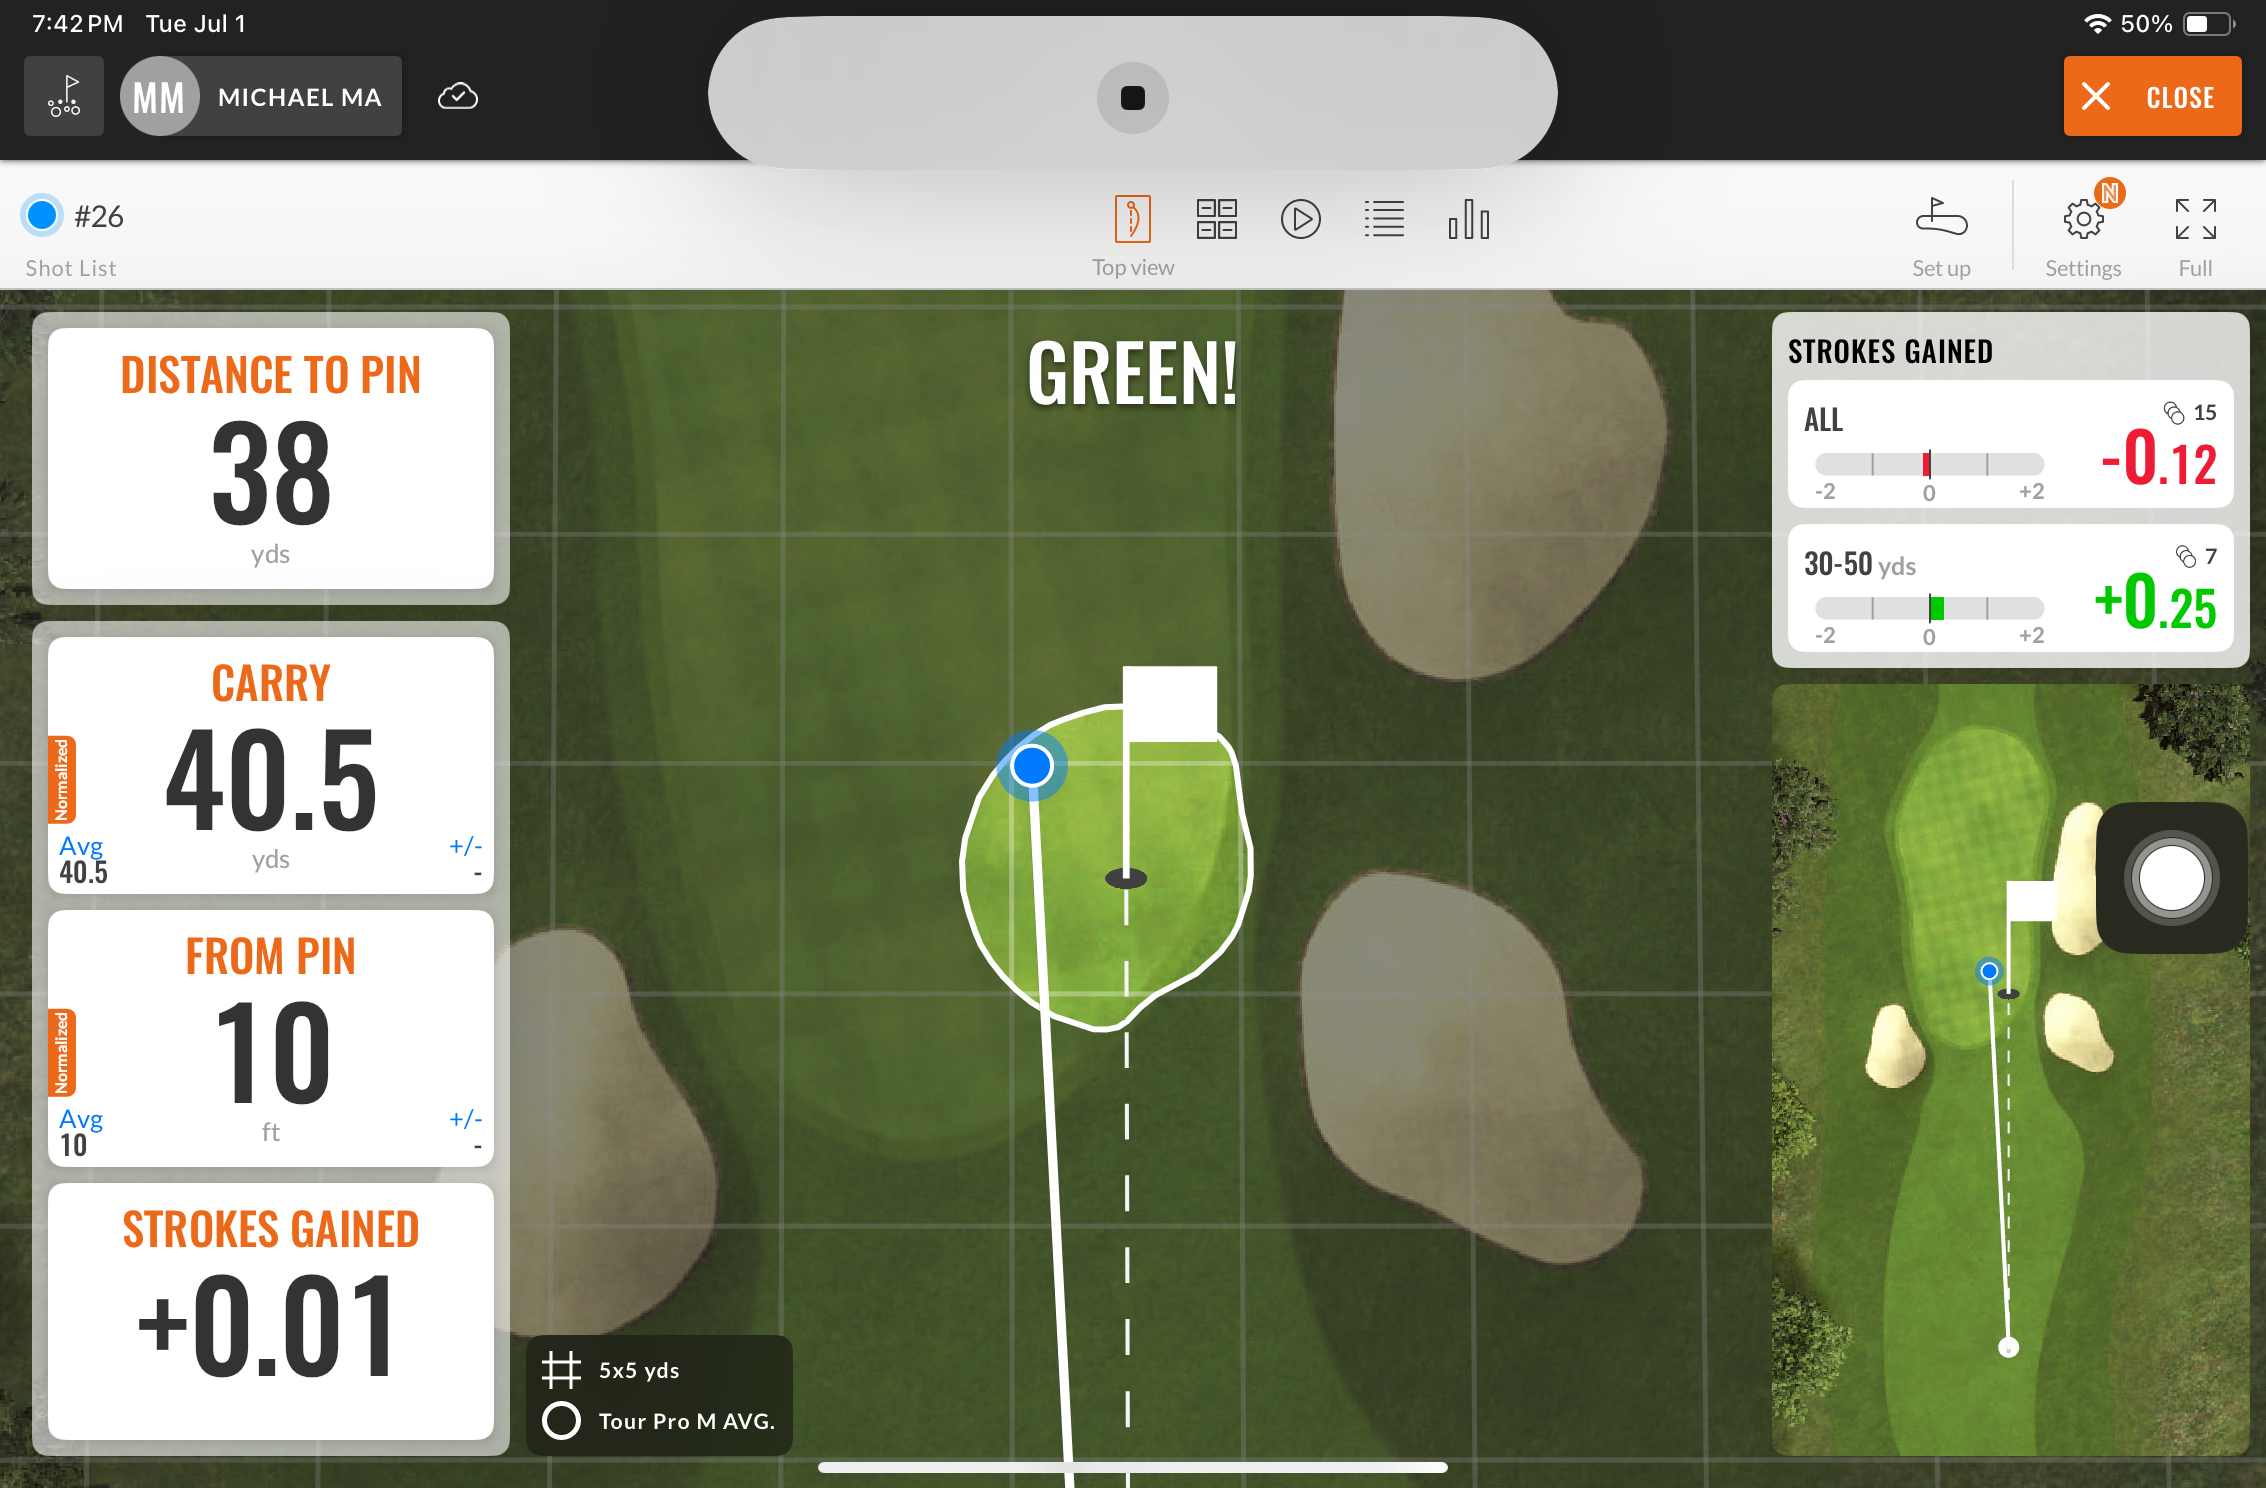 7:42 PM Tue Jul 1
50%
MM MICHAEL MA
CLOSE
#26
Shot List
Top view
Set up
N
Settings
Full
DISTANCE TO PIN
38
yds
CARRY
Normalized
40.5
yds
Avg
40.5
+/-
-
FROM PIN
Normalized
10
ft
Avg
10
+/-
-
STROKES GAINED
+0.01
GREEN!
5x5 yds
Tour Pro M AVG.
STROKES GAINED
ALL
15
-0.12
-2 0 +2
30-50 yds
7
+0.25
-2 0 +2